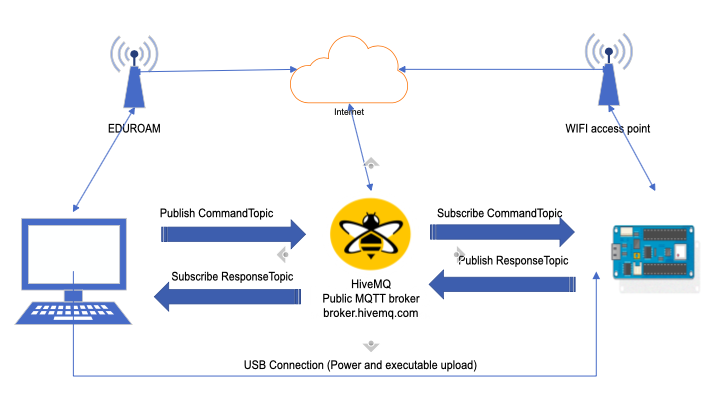 Internet
EDUROAM
WIFI access point
Publish CommandTopic
Subscribe CommandTopic
Subscribe ResponseTopic
Publish ResponseTopic
HiveMQ
Public MQTT broker
broker.hivemq.com
USB Connection (Power and executable upload)